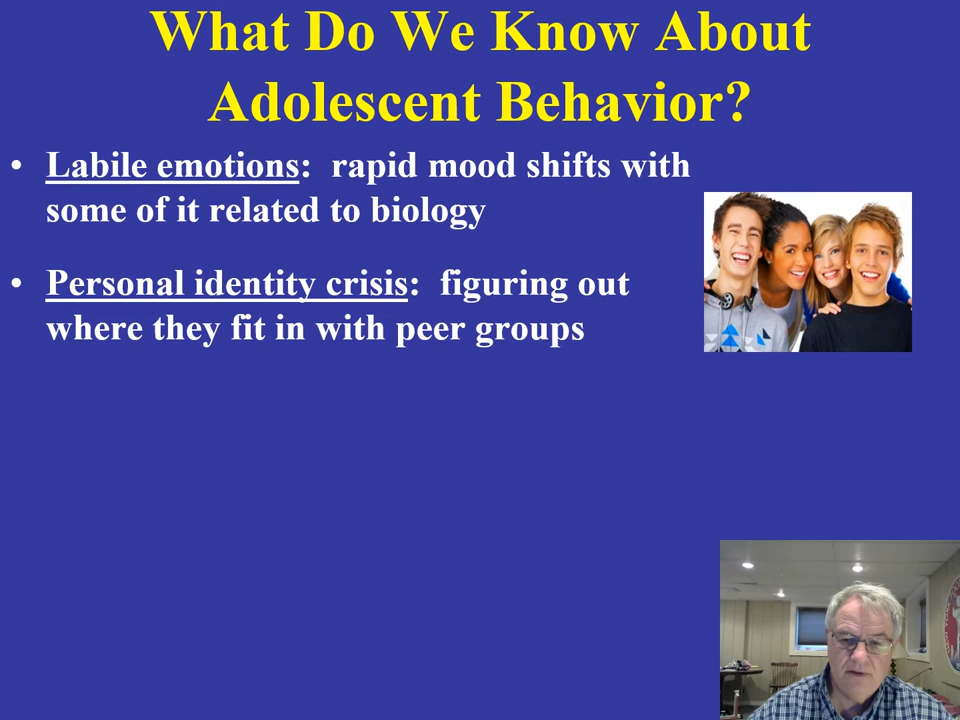 What Do We Know About
Adolescent Behavior?
• Labile emotions: rapid mood shifts with
some of it related to biology
• Personal identity crisis: figuring out
where they fit in with peer groups